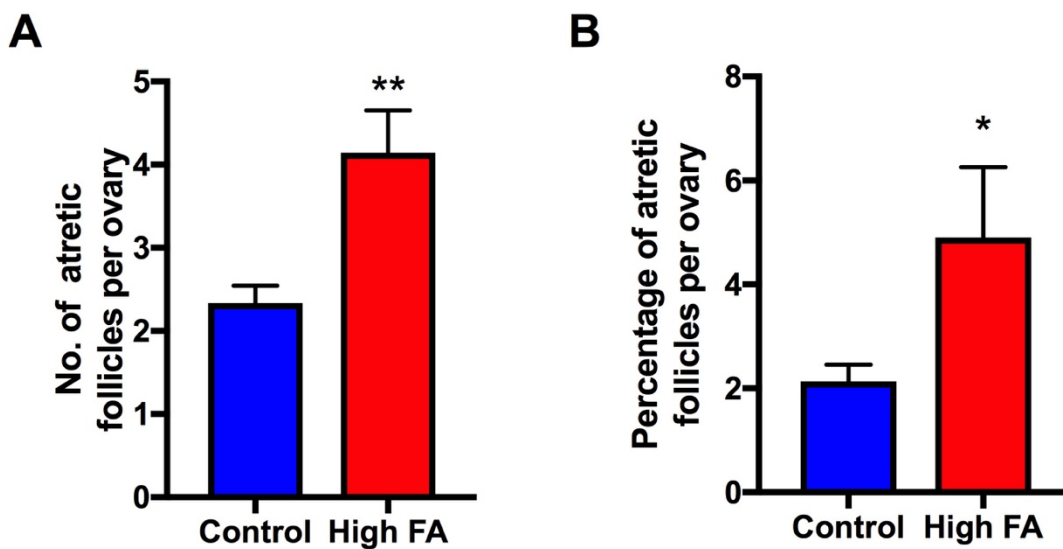 A
No. of atretic
follicles per ovary
5
4
3
2
1
0
**
Control High FA
B
Percentage of atretic
follicles per ovary
8
6
4
2
0
*
Control High FA